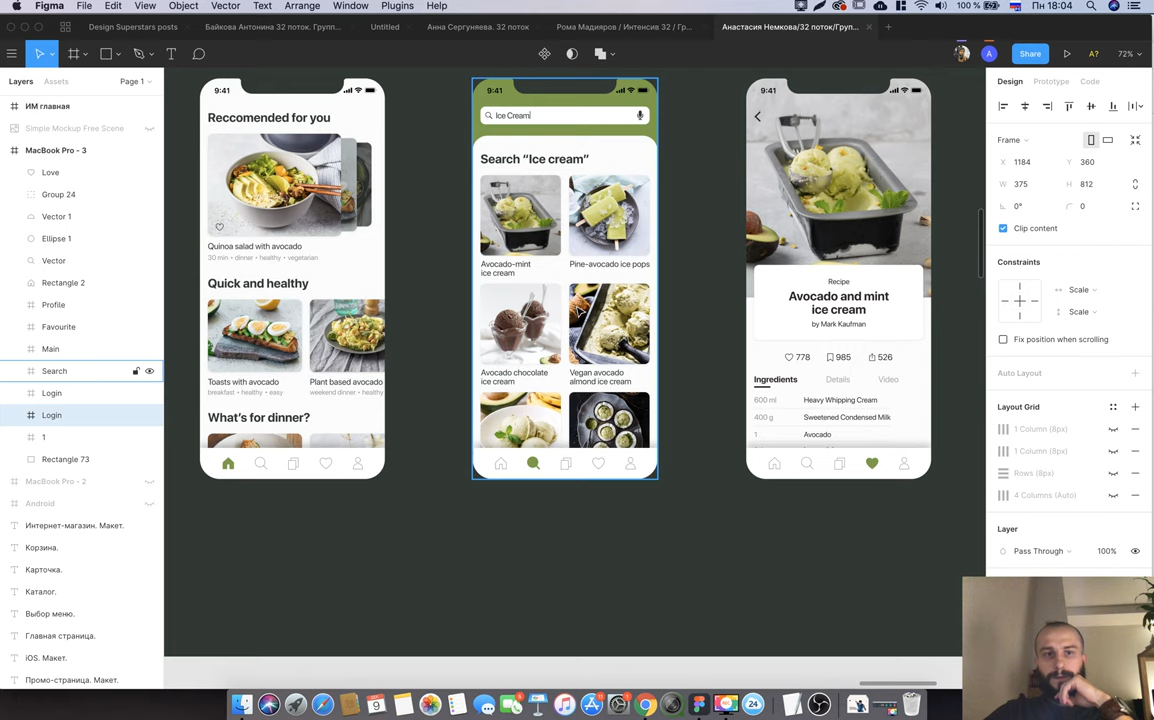 Figma File Edit View Object Vector Text Arrange Window Plugins Help 100 % Пн 18:04
Design Superstars posts Байкова Антонина 32 поток. Групп... Untitled Анна Сергуняева. 32 поток Рома Мадияров / Интенсив 32 / Гр... Анастасия Немкова/32 поток/Груп...
A Share A? 72%
Layers Assets Page 1
ИМ главная
Simple Mockup Free Scene
MacBook Pro - 3
Love
Group 24
Vector 1
Ellipse 1
Vector
Rectangle 2
Profile
Favourite
Main
Search
Login
Login
1
Rectangle 73
MacBook Pro - 2
Android
Интернет-магазин. Макет.
Корзина.
Карточка.
Каталог.
Выбор меню.
Главная страница.
iOS. Макет.
Промо-страница. Макет.
9:41
Reccomended for you
Quinoa salad with avocado
30 min • dinner • healthy • vegetarian
Quick and healthy
Toasts with avocado
breakfast • healthy • easy
Plant based avocado
weekend dinner • healthy
What's for dinner?
9:41
Ice Cream
Search "Ice cream"
Avocado-mint
ice cream
Pine-avocado ice pops
Avocado chocolate
ice cream
Vegan avocado
almond ice cream
9:41
Recipe
Avocado and mint
ice cream
by Mark Kaufman
778 985 526
Ingredients Details Video
600 ml Heavy Whipping Cream
400 g Sweetened Condensed Milk
1 Avocado
Design Prototype Code
Frame
X 1184 Y 360
W 375 H 812
0° 0
Clip content
Constraints
Scale
Scale
Fix position when scrolling
Auto Layout
Layout Grid
1 Column (8px)
1 Column (8px)
Rows (8px)
4 Columns (Auto)
Layer
Pass Through 100%
9
24